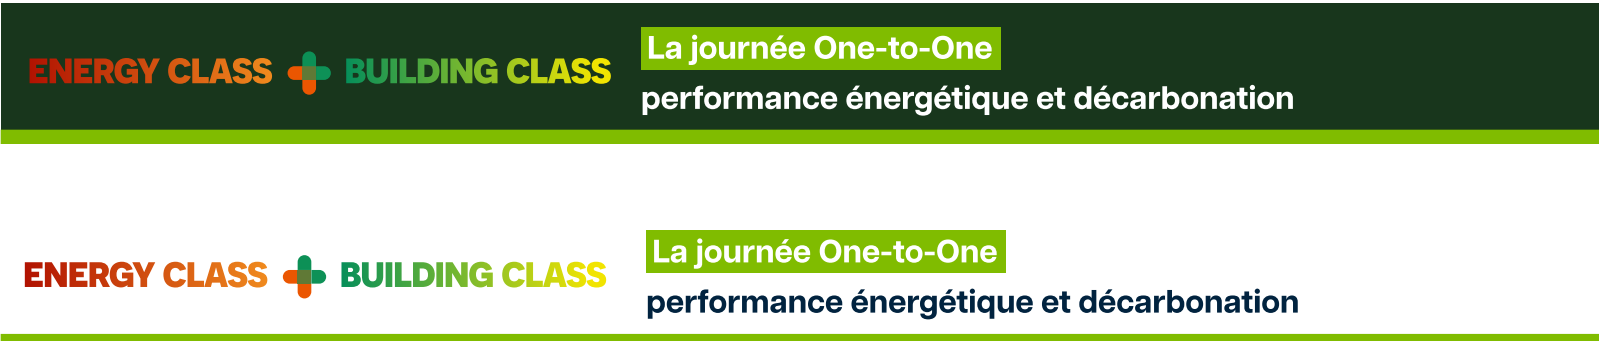 ENERGY CLASS + BUILDING CLASS
La journée One-to-One
performance énergétique et décarbonation
ENERGY CLASS + BUILDING CLASS
La journée One-to-One
performance énergétique et décarbonation